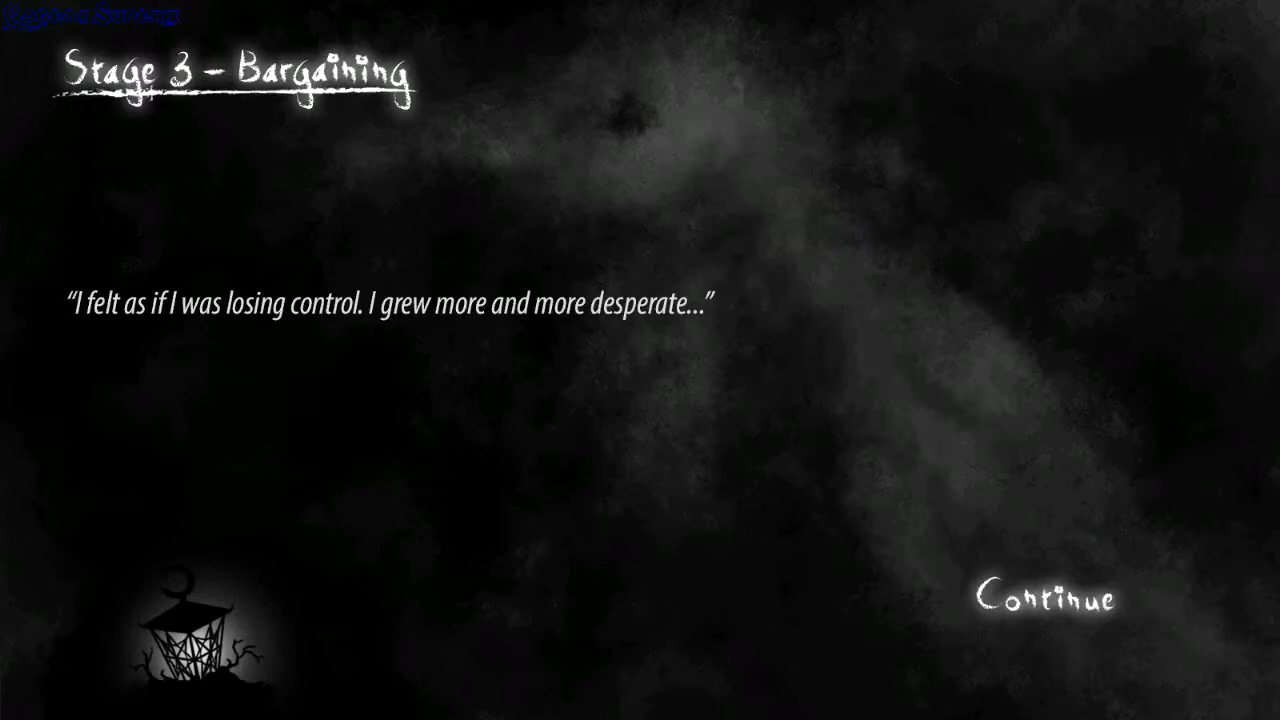 Stage 3 - Bargaining
“I felt as if I was losing control. I grew more and more desperate...”
Continue